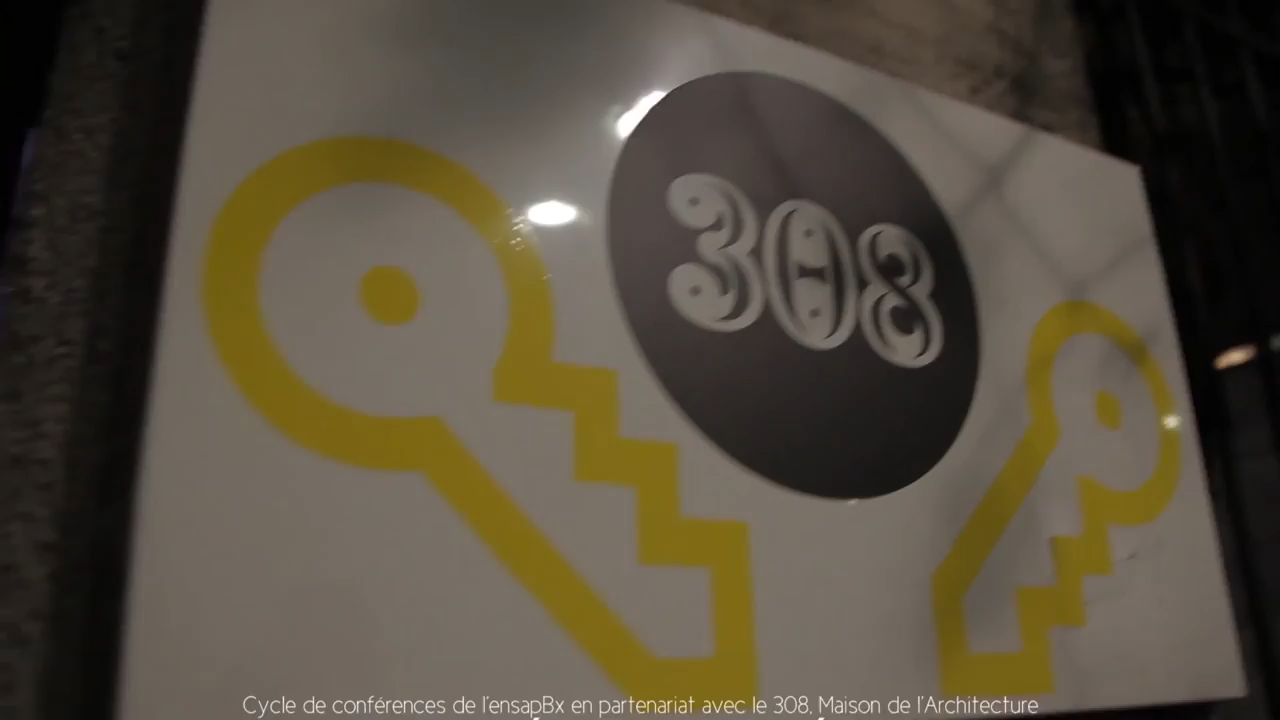 308
Cycle de conférences de l'ensapBx en partenariat avec le 308, Maison de l'Architecture